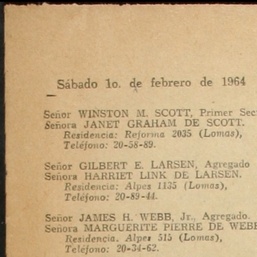 Sábado 1o. de febrero de 1964
Señor WINSTON M. SCOTT, Primer Sec
Señora JANET GRAHAM DE SCOTT.
Residencia: Reforma 2035 (Lomas),
Teléfono: 20-58-89.
Señor GILBERT E. LARSEN, Agregado
Señora HARRIET LINK DE LARSEN.
Residencia: Alpes 1135 (Lomas),
Teléfono: 20-89-44.
Señor JAMES H. WEBB, Jr., Agregado.
Señora MARGUERITE PIERRE DE WEBB
Residencia. Alpes 515 (Lomas),
Teléfono: 20-34-62.